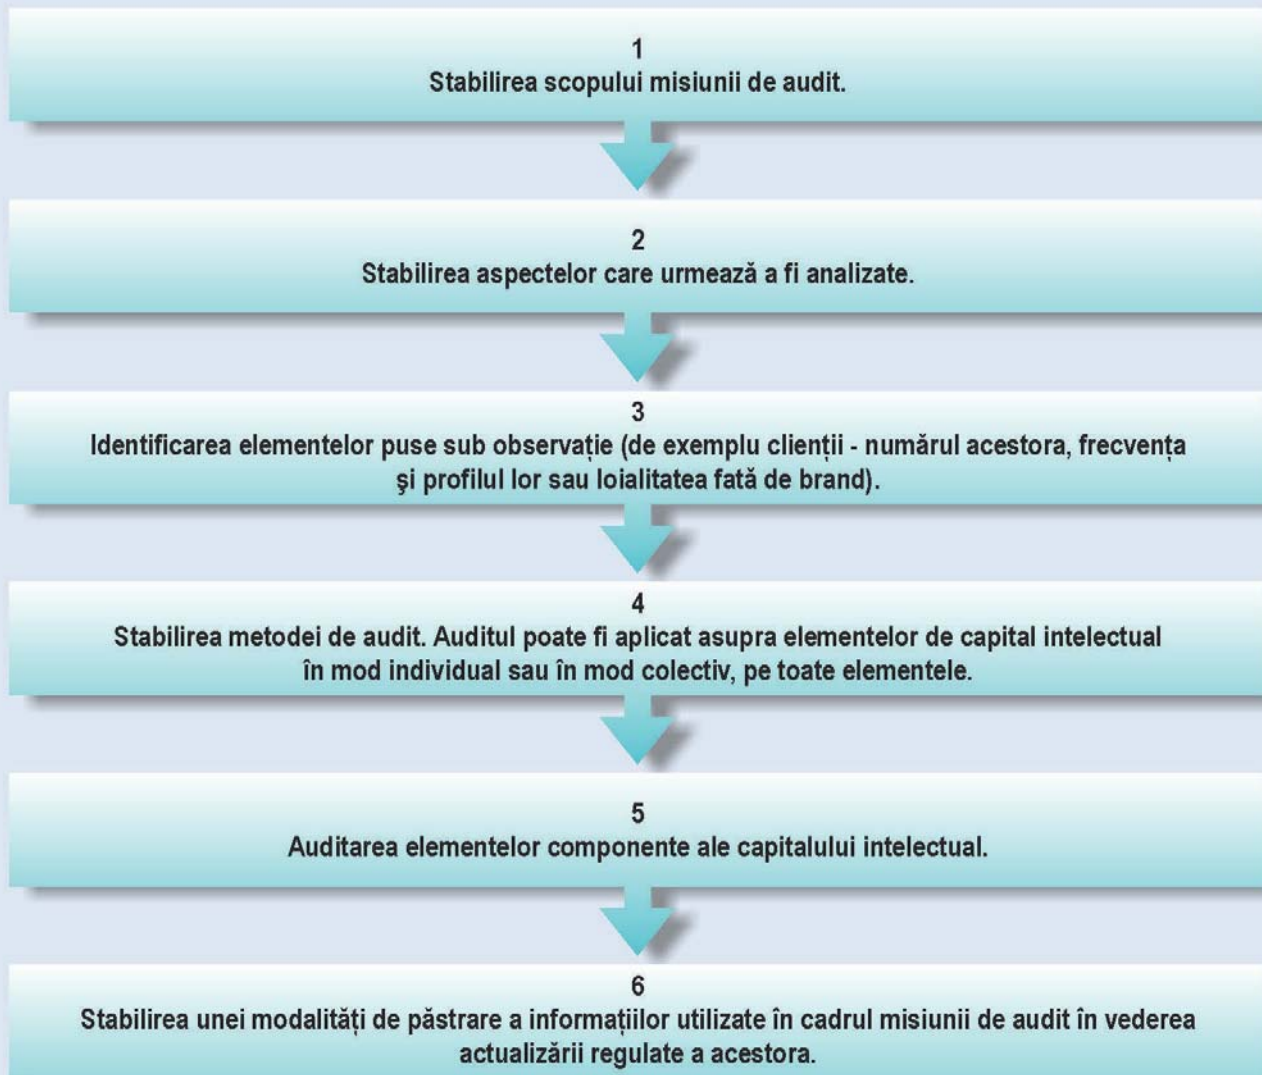 1
Stabilirea scopului misiunii de audit.
2
Stabilirea aspectelor care urmează a fi analizate.
3
Identificarea elementelor puse sub observație (de exemplu clienții - numărul acestora, frecvența
şi profilul lor sau loialitatea fată de brand).
4
Stabilirea metodei de audit. Auditul poate fi aplicat asupra elementelor de capital intelectual
în mod individual sau în mod colectiv, pe toate elementele.
5
Auditarea elementelor componente ale capitalului intelectual.
6
Stabilirea unei modalități de păstrare a informațiilor utilizate în cadrul misiunii de audit în vederea
actualizării regulate a acestora.